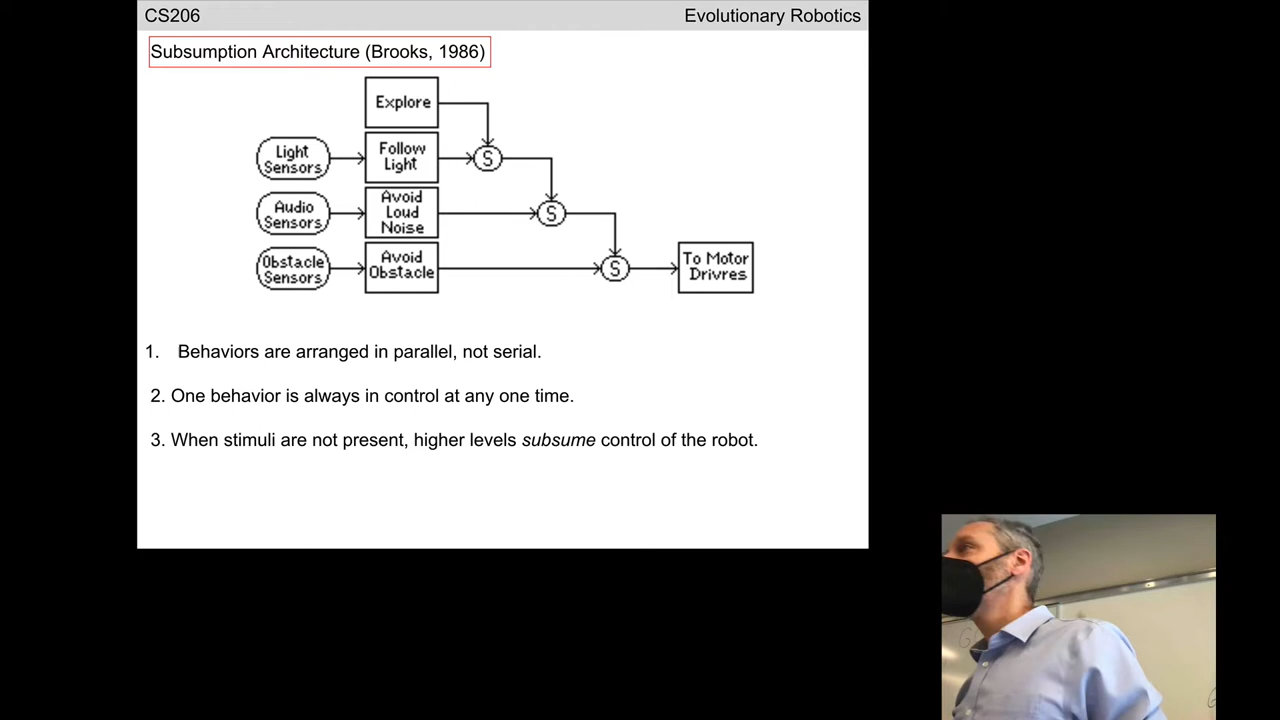 CS206
Evolutionary Robotics
Subsumption Architecture (Brooks, 1986)
Explore
Light
Sensors
Follow
Light
S
Audio
Sensors
Avoid
Loud
Noise
S
Obstacle
Sensors
Avoid
Obstacle
S
To Motor
Drivres
1. Behaviors are arranged in parallel, not serial.
2. One behavior is always in control at any one time.
3. When stimuli are not present, higher levels subsume control of the robot.